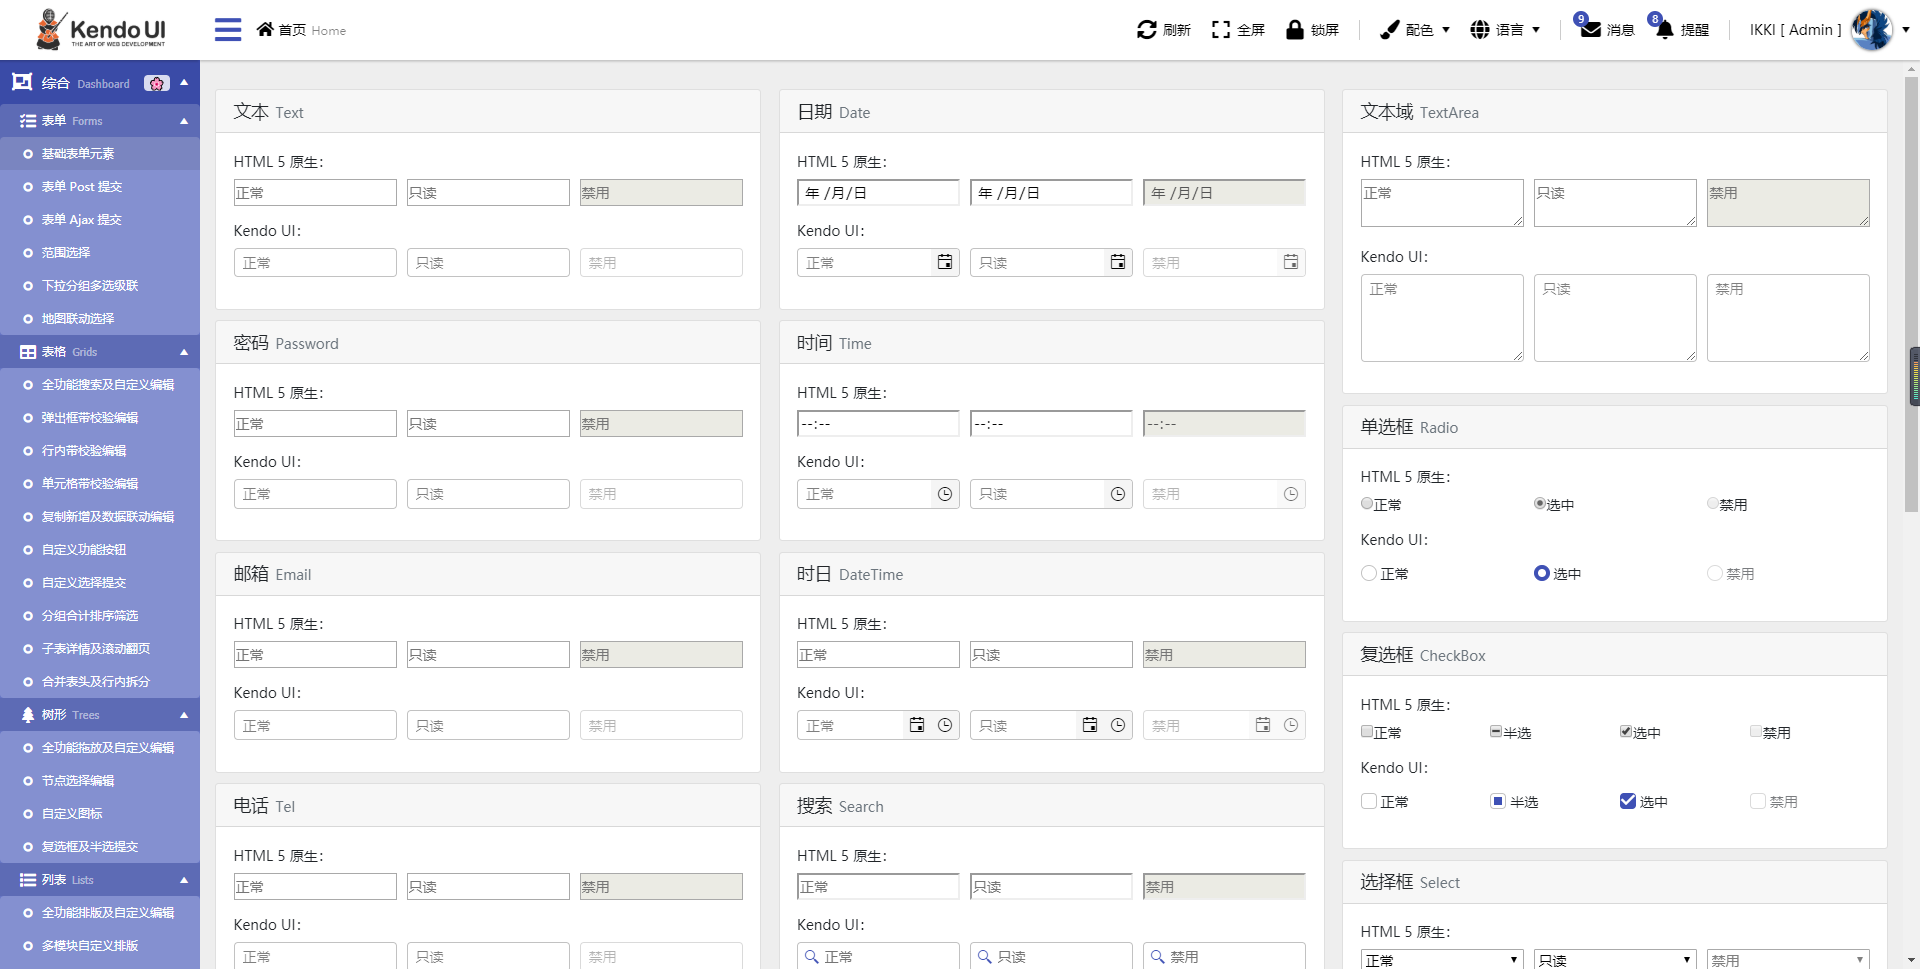 Kendo UI
THE ART OF WEB DEVELOPMENT
首页 Home
刷新
全屏
锁屏
配色
语言
9
消息
8
提醒
IKKI [ Admin ]
综合 Dashboard
表单 Forms
基础表单元素
表单 Post 提交
表单 Ajax 提交
范围选择
下拉分组多选级联
地图联动选择
表格 Grids
全功能搜索及自定义编辑
弹出框带校验编辑
行内带校验编辑
单元格带校验编辑
复制新增及数据联动编辑
自定义功能按钮
自定义选择提交
分组合计排序筛选
子表详情及滚动翻页
合并表头及行内拆分
树形 Trees
全功能拖放及自定义编辑
节点选择编辑
自定义图标
复选框及半选提交
列表 Lists
全功能排版及自定义编辑
多模块自定义排版
文本 Text
HTML 5 原生:
正常 只读 禁用
Kendo UI:
正常 只读 禁用
密码 Password
HTML 5 原生:
正常 只读 禁用
Kendo UI:
正常 只读 禁用
邮箱 Email
HTML 5 原生:
正常 只读 禁用
Kendo UI:
正常 只读 禁用
电话 Tel
HTML 5 原生:
正常 只读 禁用
Kendo UI:
正常 只读 禁用
日期 Date
HTML 5 原生:
年 /月/日 年 /月/日 年 /月/日
Kendo UI:
正常 只读 禁用
时间 Time
HTML 5 原生:
--:-- --:-- --:--
Kendo UI:
正常 只读 禁用
时日 DateTime
HTML 5 原生:
正常 只读 禁用
Kendo UI:
正常 只读 禁用
搜索 Search
HTML 5 原生:
正常 只读 禁用
Kendo UI:
正常 只读 禁用
文本域 TextArea
HTML 5 原生:
正常 只读 禁用
Kendo UI:
正常 只读 禁用
单选框 Radio
HTML 5 原生:
正常 选中 禁用
Kendo UI:
正常 选中 禁用
复选框 CheckBox
HTML 5 原生:
正常 半选 选中 禁用
Kendo UI:
正常 半选 选中 禁用
选择框 Select
HTML 5 原生:
正常 只读 禁用